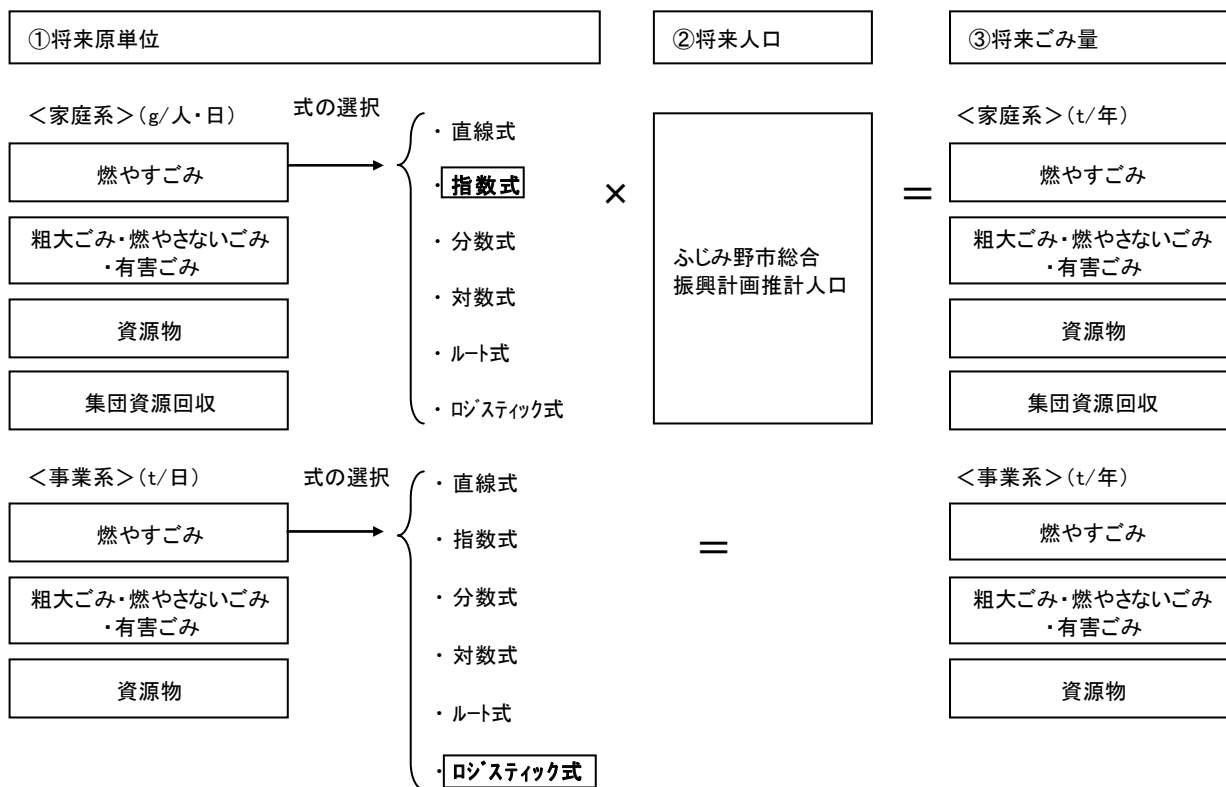 ①将来原単位
②将来人口
③将来ごみ量
＜家庭系＞(g/人・日)
式の選択
燃やすごみ
粗大ごみ・燃やさないごみ
・有害ごみ
資源物
集団資源回収
・直線式
・指数式
・分数式
・対数式
・ルート式
・ロジスティック式
×
ふじみ野市総合
振興計画推計人口
＝
＜家庭系＞(t/年)
燃やすごみ
粗大ごみ・燃やさないごみ
・有害ごみ
資源物
集団資源回収
＜事業系＞(t/日)
式の選択
燃やすごみ
粗大ごみ・燃やさないごみ
・有害ごみ
資源物
・直線式
・指数式
・分数式
・対数式
・ルート式
・ロジスティック式
＝
＜事業系＞(t/年)
燃やすごみ
粗大ごみ・燃やさないごみ
・有害ごみ
資源物